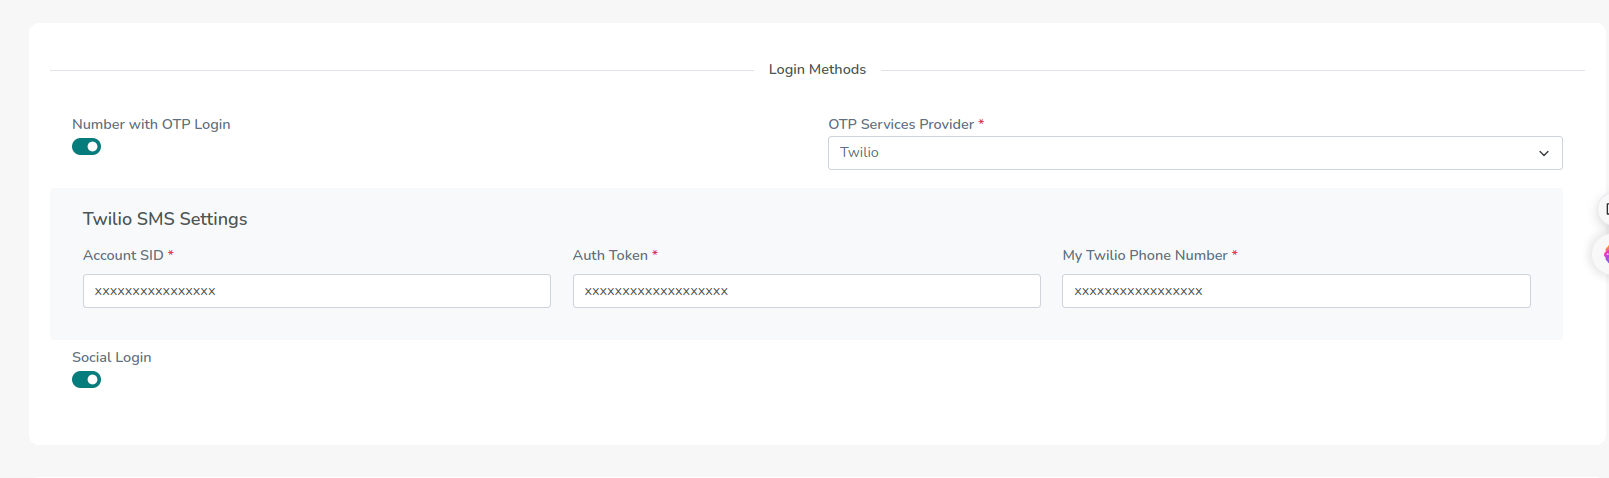 Login Methods
Number with OTP Login
OTP Services Provider *
Twilio
Twilio SMS Settings
Account SID * Auth Token * My Twilio Phone Number *
xxxxxxxxxxxxxxxx xxxxxxxxxxxxxxxxxxx xxxxxxxxxxxxxxxxx
Social Login